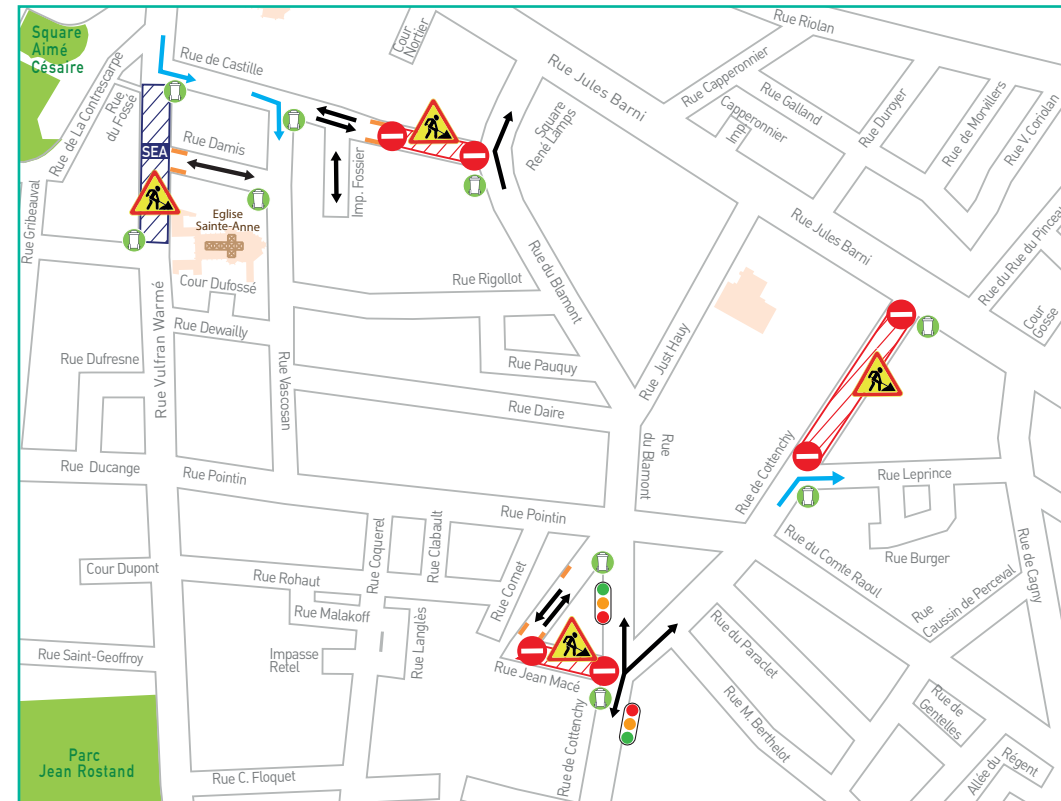 Square
Aimé
Césaire
Rue de La Contrescarpe
Rue
du Fossé
Rue de Castille
Cour
Nortier
Rue Riolan
Rue Jules Barni
Rue Capperonnier
Rue Galland
Capperonnier
Imp.
Rue Duroyer
Rue de Morvillers
Rue V. Corrolan
Square
René Lamps
Rue Damis
SEA
Imp. Fossier
Rue Gribeauval
Eglise
Sainte-Anne
Rue Jules Barni
Rue du Rue du Pinceau
Cour
Gosse
Cour Dufossé
Rue Rigollot
Rue du Blamont
Rue Vulfran Warmé
Rue Dewailly
Rue Dufresne
Rue Vascosan
Rue Pauquy
Rue Just Hauy
Rue Daire
Rue
du Blamont
Rue de Cottenchy
Rue Ducange
Rue Pointin
Rue Leprince
Rue Pointin
Rue Coquerel
Rue Clabault
Rue Burger
Rue de Cagny
Cour Dupont
Rue Rohaut
Rue Cornet
Rue du Comte Raoul
Rue
Caussin de Perceval
Rue Malakoff
Rue Langlès
Impasse
Retel
Rue Saint-Geoffroy
Rue Jean Macé
Rue du Paraclet
Rue M. Berthelot
Rue de
Gentelles
Rue de Cottenchy
Parc
Jean Rostand
Rue C. Floquet
Allée du
Régent